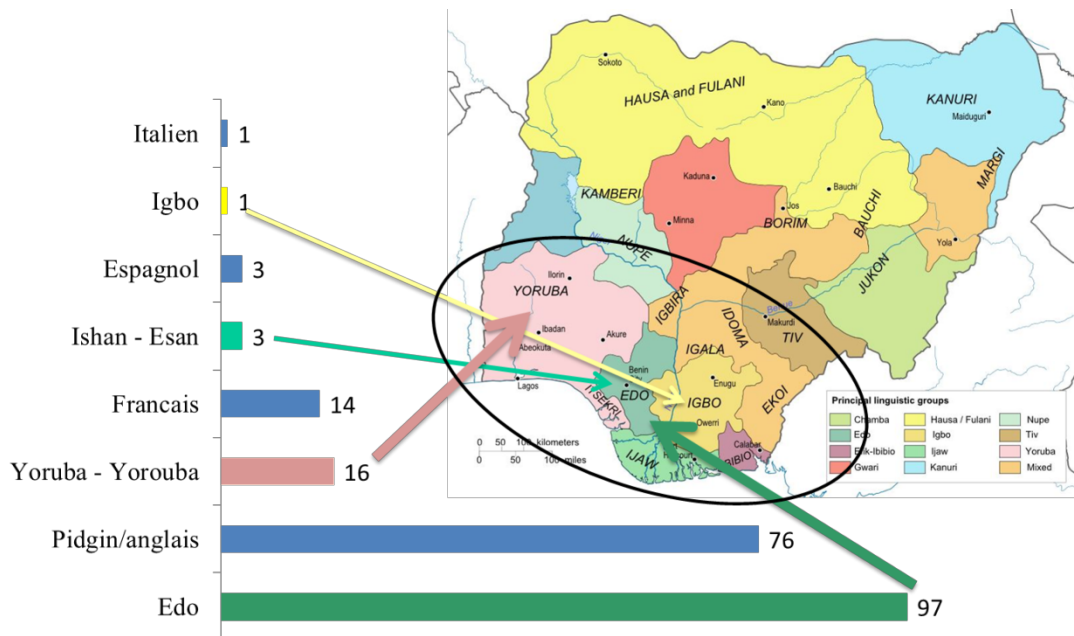 Italien
1
Igbo
1
Espagnol
3
Ishan - Esan
3
Francais
14
Yoruba - Yorouba
16
Pidgin/anglais
76
Edo
97
Sokoto
HAUSA and FULANI
Kano
KANURI
Maiduguri
Kaduna
KAMBERI
Bauchi
MARGI
Jos
BORIM
BAUCHI
Minna
NUPE
Yola
JUKON
Ilorin
YORUBA
IGBIRA
IDOMA
Benue
Makurdi
TIV
Ibadan
Akure
Abeokuta
IGALA
Benin
Enugu
EDO
Lagos
ITSEKRI
IGBO
EKOI
Owerri
Calabar
IJAW
0 50 100 kilometers
0 50 100 miles
Principal linguistic groups
Chamba
Edo
Efik-Ibibio
Gwari
Hausa / Fulani
Igbo
Ijaw
Kanuri
Nupe
Tiv
Yoruba
Mixed